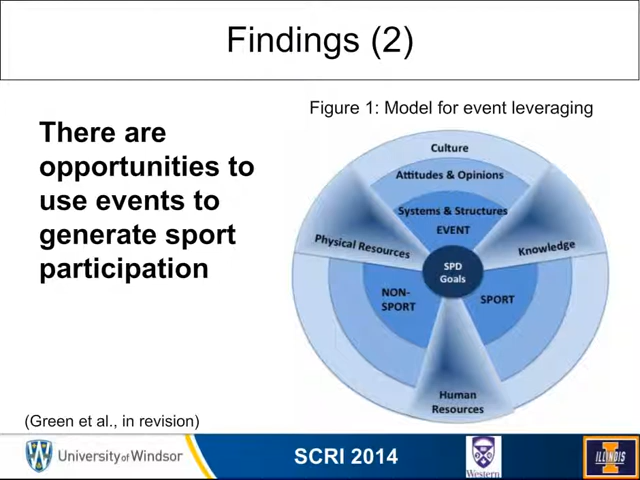 Findings (2)
There are
opportunities to
use events to
generate sport
participation
Figure 1: Model for event leveraging
Culture
Attitudes & Opinions
Systems & Structures
EVENT
Physical Resources
Knowledge
SPD
Goals
NON-
SPORT
SPORT
Human
Resources
(Green et al., in revision)
University of Windsor
SCRI 2014
Western
ILLINOIS